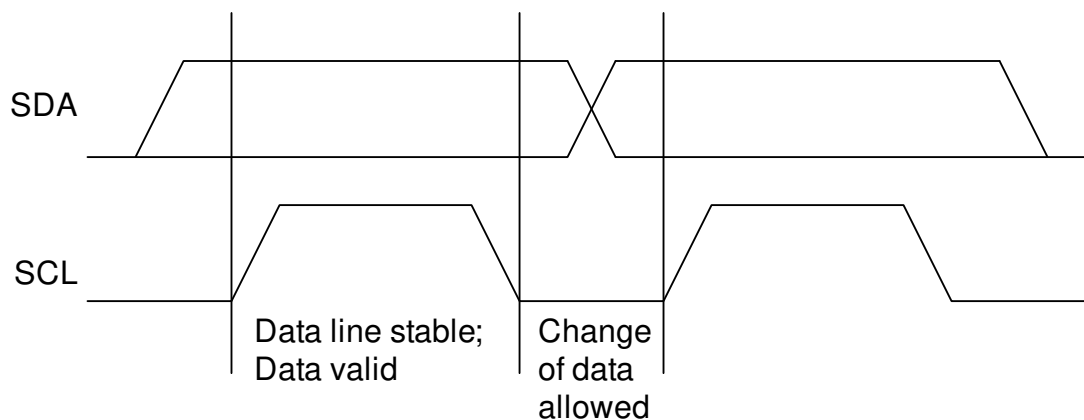 SDA
SCL
Data line stable;
Data valid
Change
of data
allowed